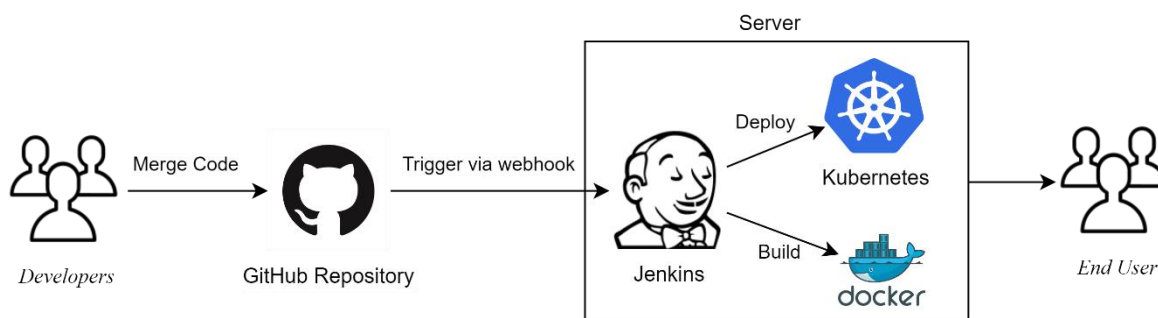 Server
Merge Code
Trigger via webhook
Deploy
Kubernetes
Build
docker
Developers
GitHub Repository
Jenkins
End User